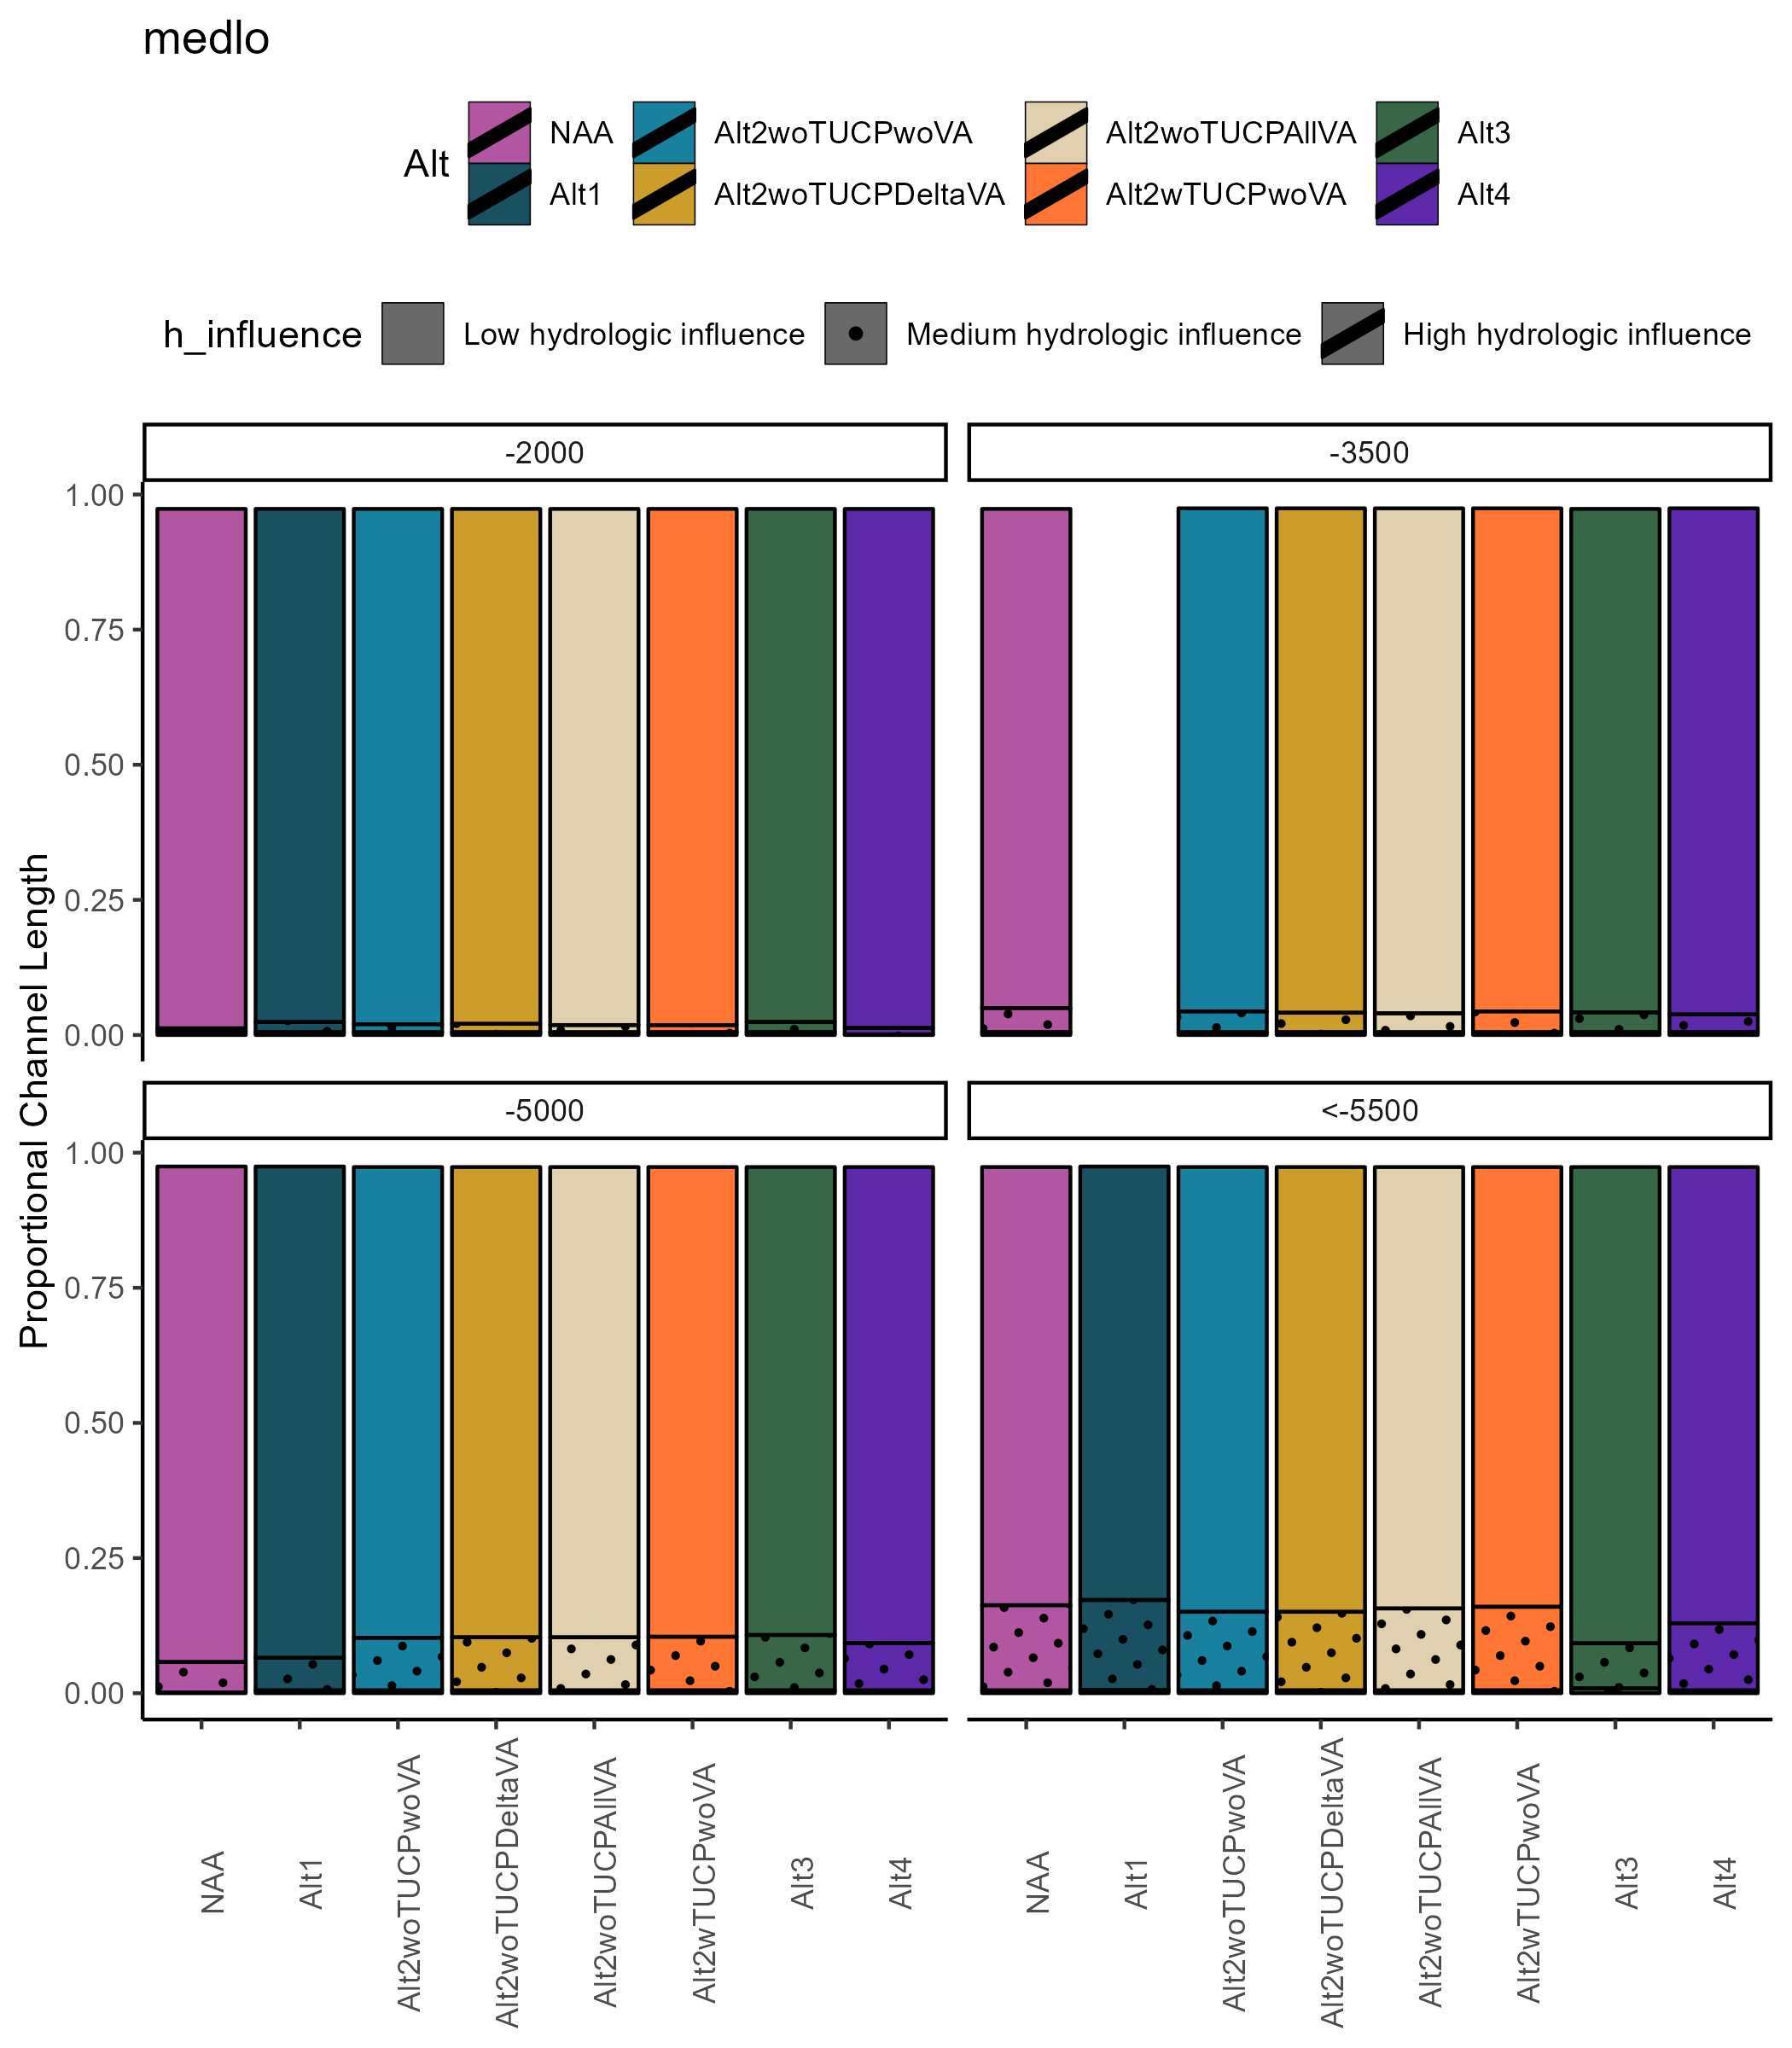 medlo
Alt
NAA
Alt2woTUCPwoVA
Alt2woTUCPAllVA
Alt3
Alt1
Alt2woTUCPDeltaVA
Alt2wTUCPwoVA
Alt4
h_influence
Low hydrologic influence
Medium hydrologic influence
High hydrologic influence
-2000
-3500
1.00
0.75
0.50
0.25
0.00
Proportional Channel Length
-5000
<-5500
1.00
0.75
0.50
0.25
0.00
NAA
Alt1
Alt2woTUCPwoVA
Alt2woTUCPDeltaVA
Alt2woTUCPAllVA
Alt2wTUCPwoVA
Alt3
Alt4
NAA
Alt1
Alt2woTUCPwoVA
Alt2woTUCPDeltaVA
Alt2woTUCPAllVA
Alt2wTUCPwoVA
Alt3
Alt4